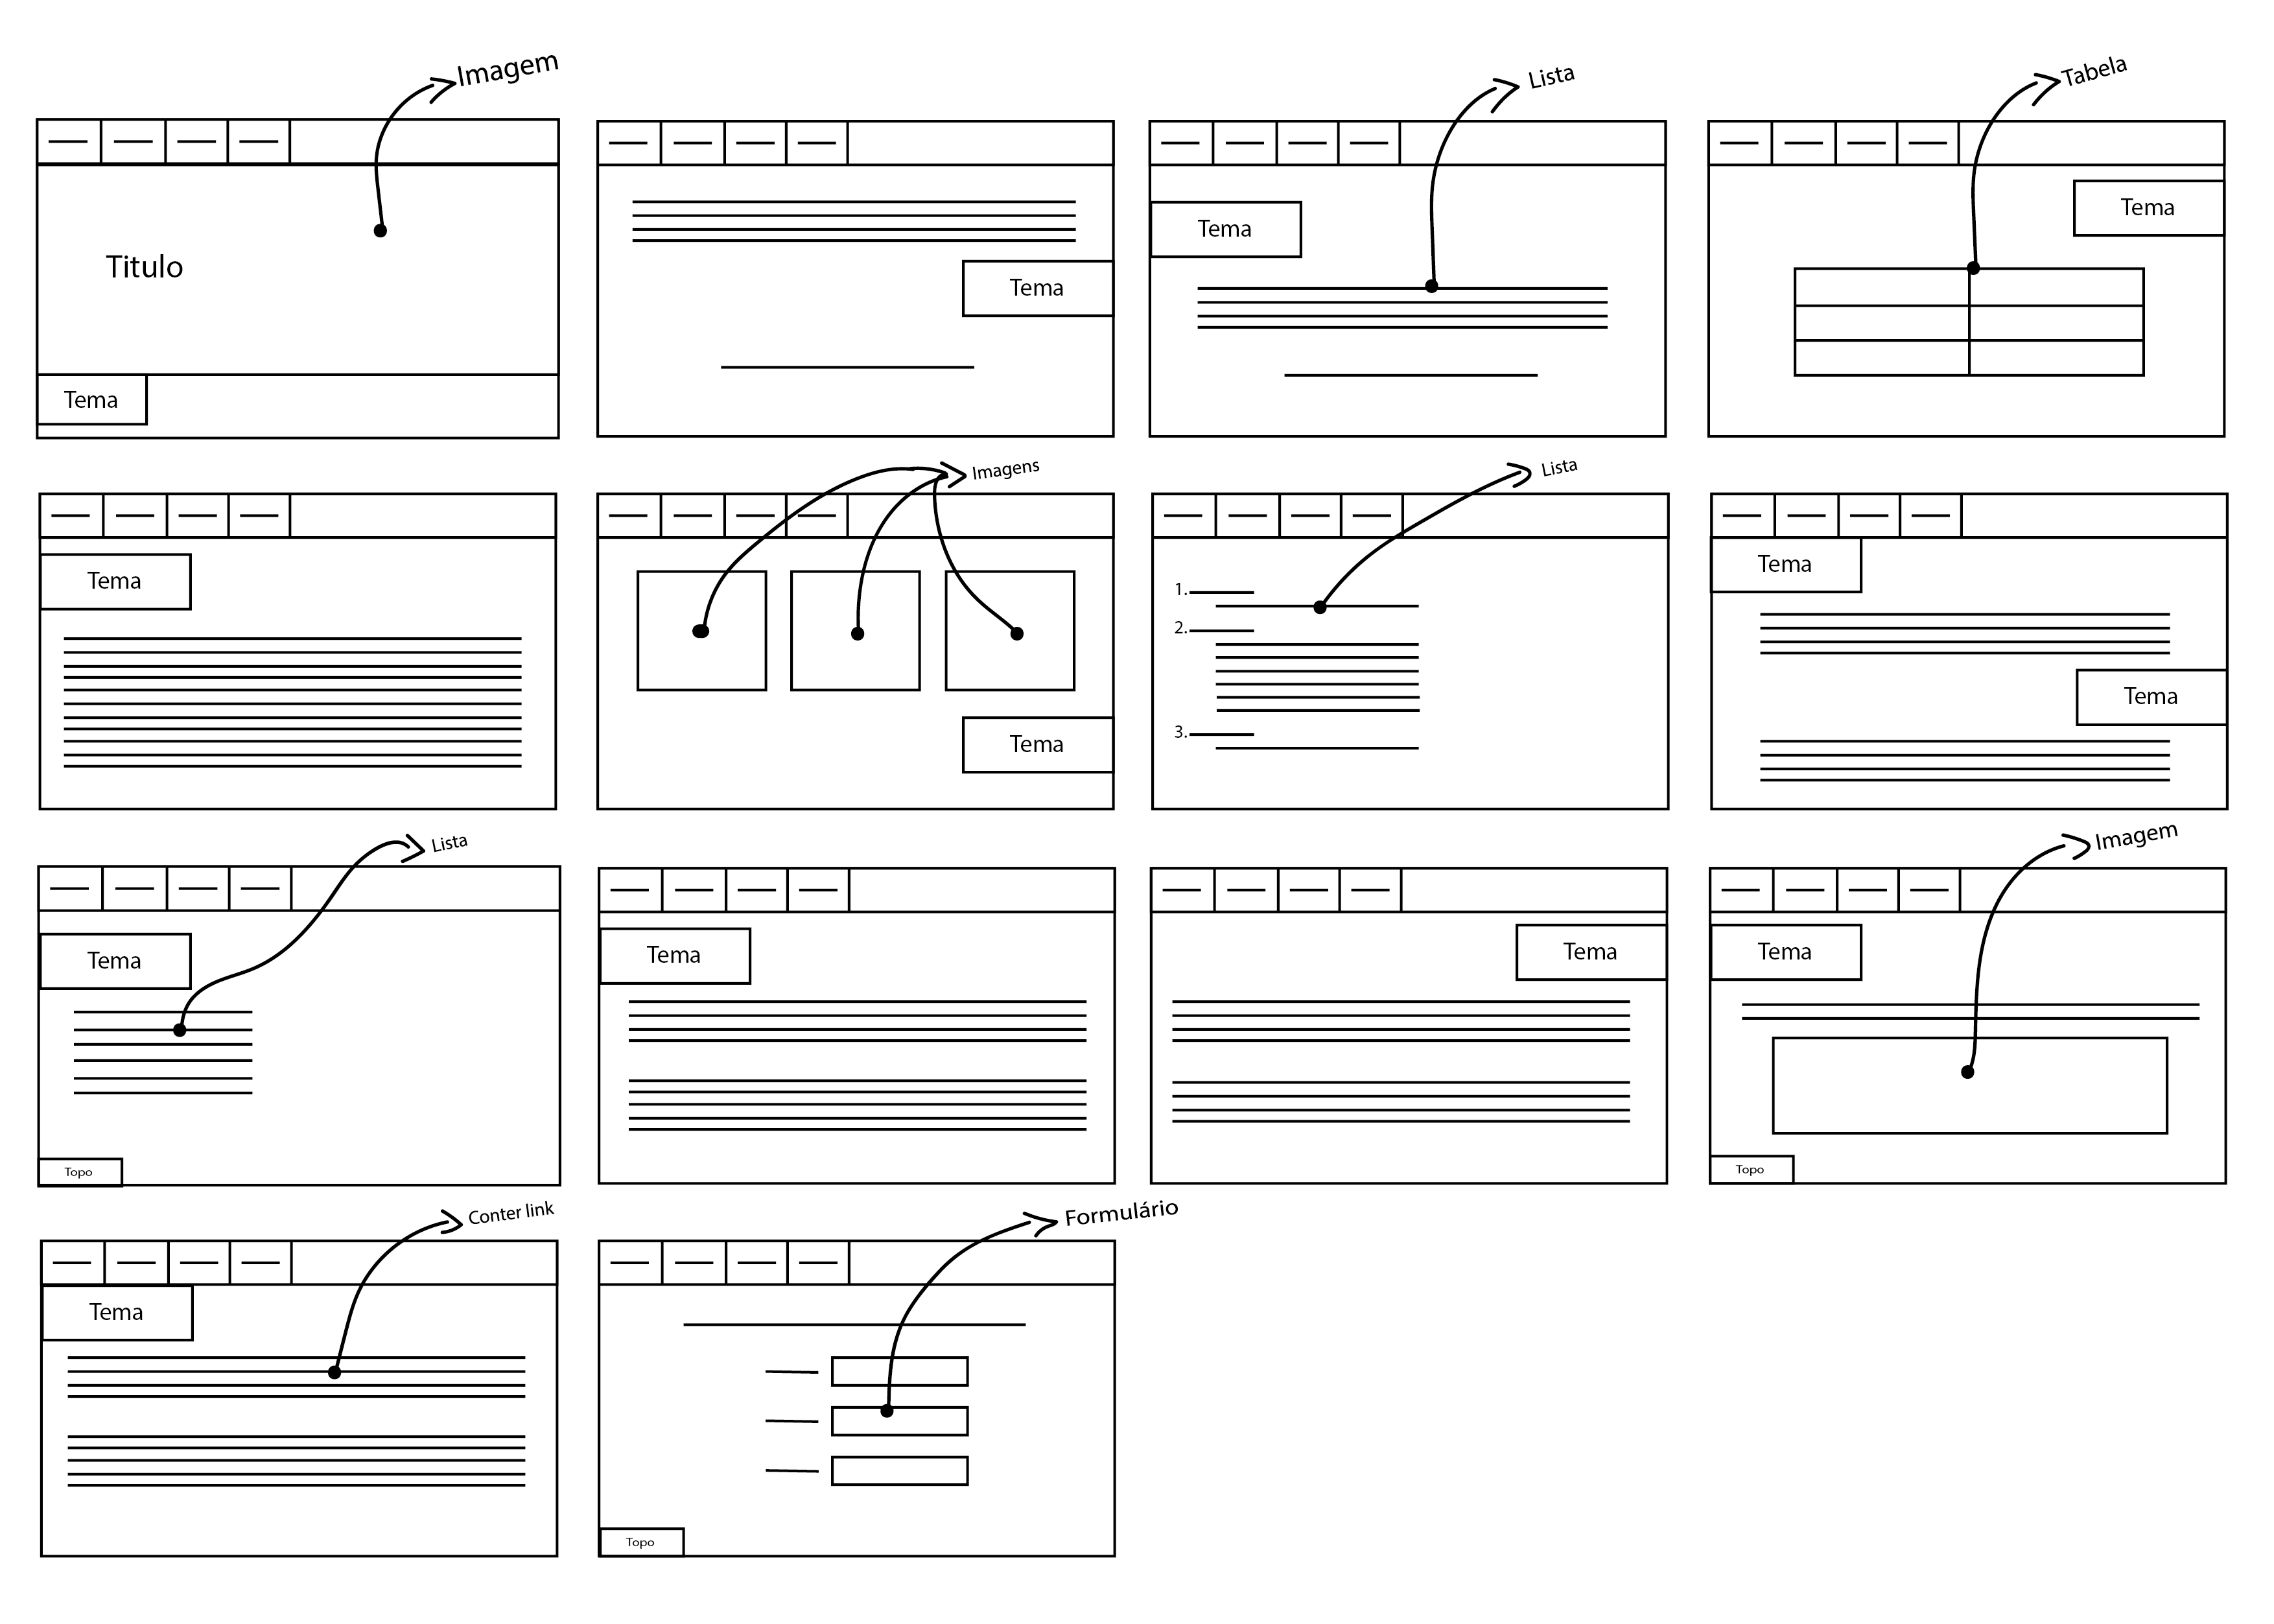 Imagem
Titulo
Tema
Tema
Lista
Tema
Tabela
Tema
Tema
Imagens
Tema
Lista
1.
2.
3.
Tema
Tema
Lista
Tema
Topo
Tema
Tema
Imagem
Tema
Topo
Conter link
Tema
Formulário
Topo